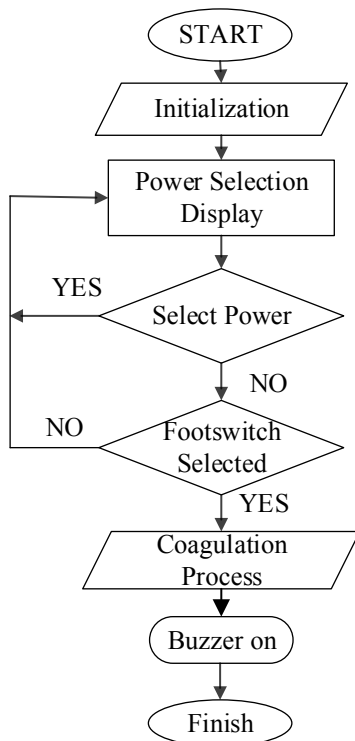 START
Initialization
Power Selection
Display
YES
Select Power
NO
NO
Footswitch
Selected
YES
Coagulation
Process
Buzzer on
Finish